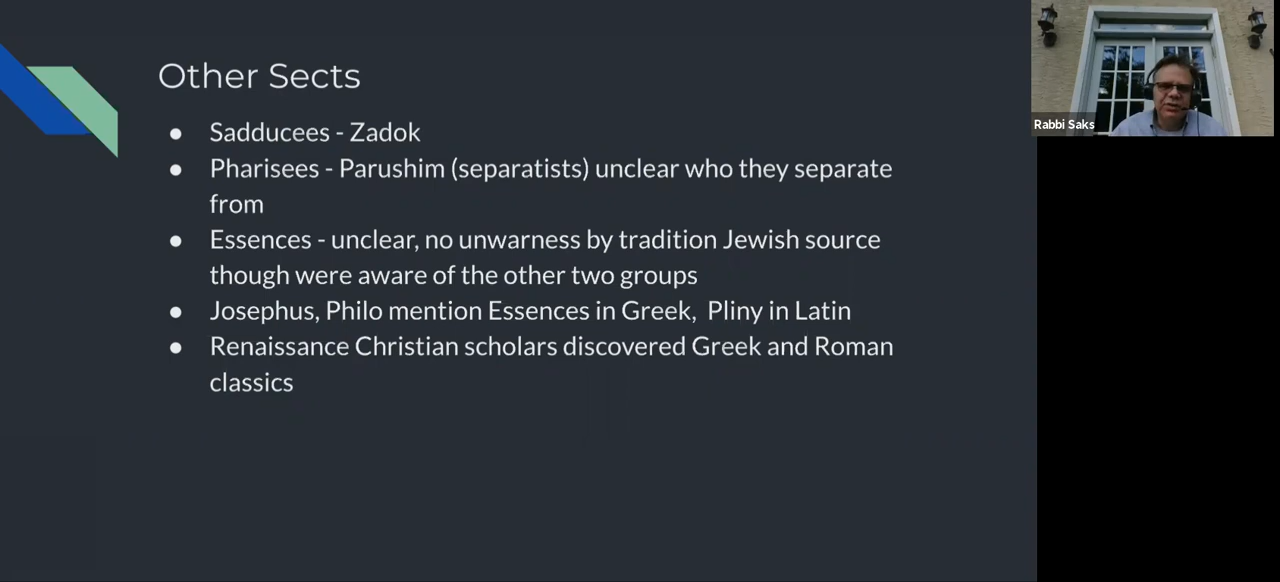 Other Sects
● Sadducees - Zadok
● Pharisees - Parushim (separatists) unclear who they separate
from
● Essences - unclear, no unwarness by tradition Jewish source
though were aware of the other two groups
● Josephus, Philo mention Essences in Greek,  Pliny in Latin
● Renaissance Christian scholars discovered Greek and Roman
classics
Rabbi Saks